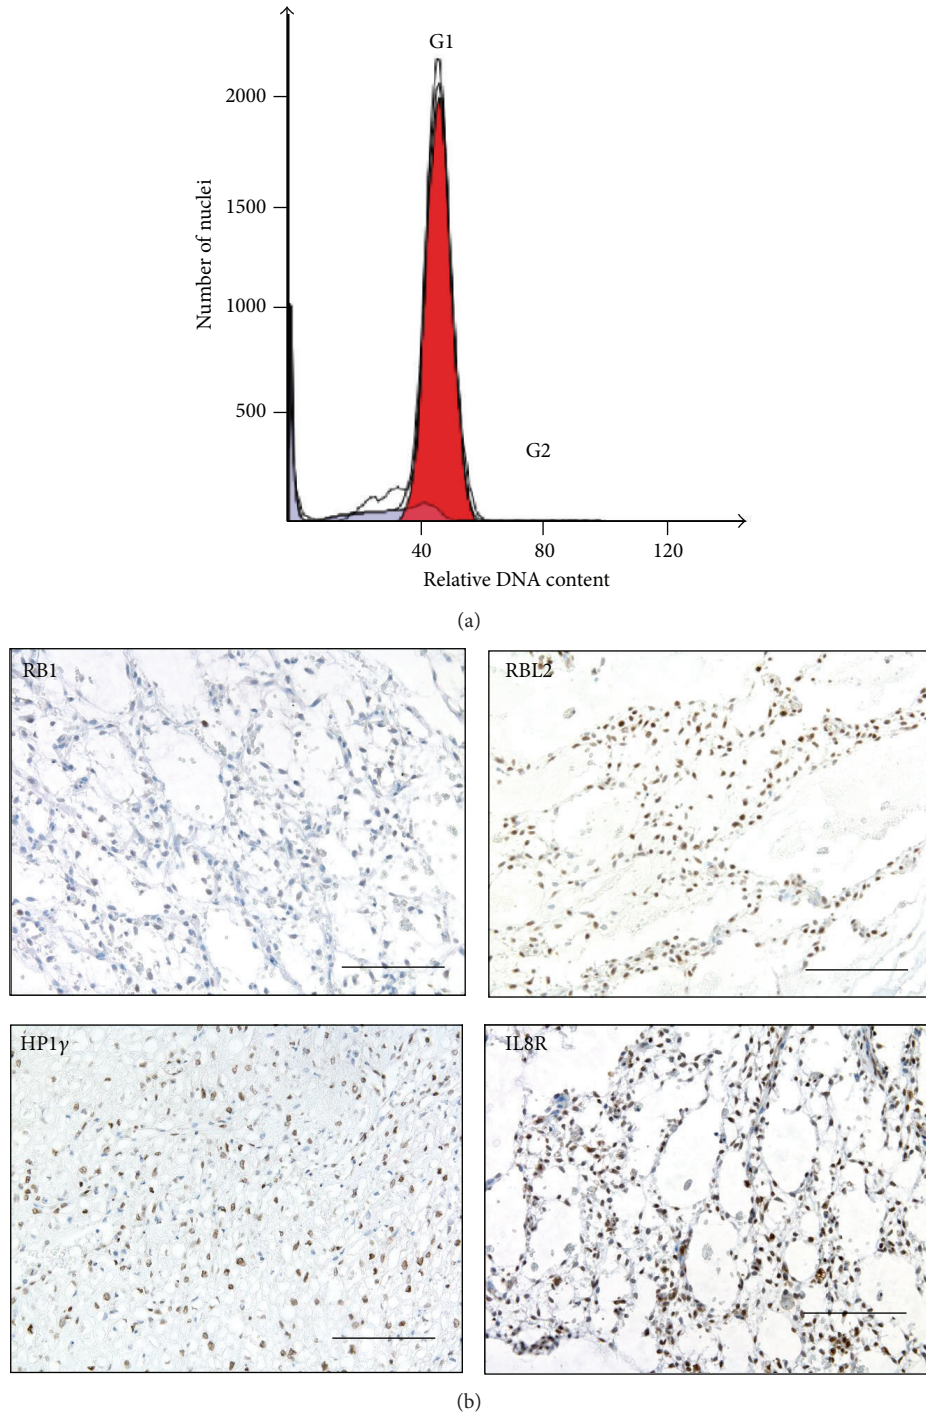 G1
2000
1500
1000
500
Number of nuclei
G2
40 80 120
Relative DNA content
(a)
RB1 RBL2
HP1γ IL8R
(b)